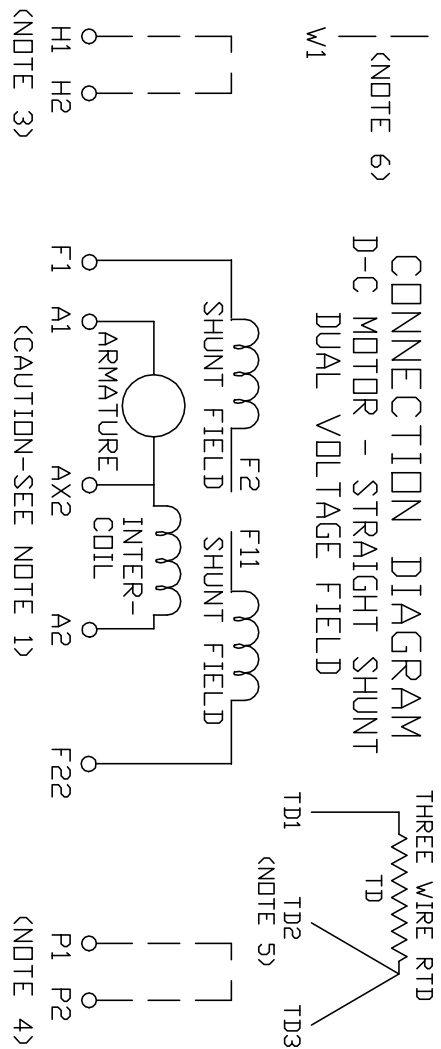 CONNECTION DIAGRAM
D-C MOTOR - STRAIGHT SHUNT
DUAL VOLTAGE FIELD
W1
(NOTE 6)
THREE WIRE RTD
TD
TD1
TD2
TD3
(NOTE 5)
F2
F11
SHUNT FIELD
SHUNT FIELD
ARMATURE
INTER-
COIL
H1
H2
F1
A1
AX2
A2
F22
P1
P2
(NOTE 3)
(CAUTION-SEE NOTE 1)
(NOTE 4)